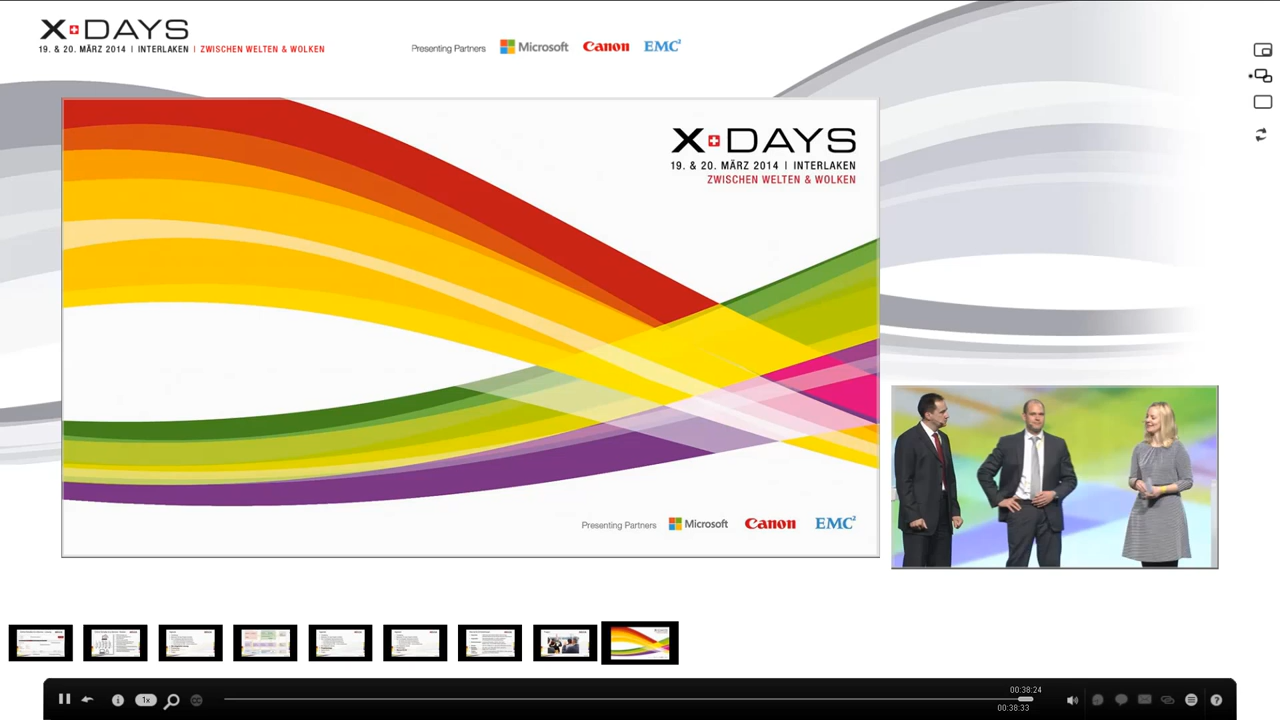 X DAYS
19. & 20. MÄRZ 2014 | INTERLAKEN | ZWISCHEN WELTEN & WOLKEN
Presenting Partners Microsoft Canon EMC²
X DAYS
19. & 20. MÄRZ 2014 | INTERLAKEN
ZWISCHEN WELTEN & WOLKEN
Presenting Partners Microsoft Canon EMC²
00:38:24
1x
CC
00:38:33